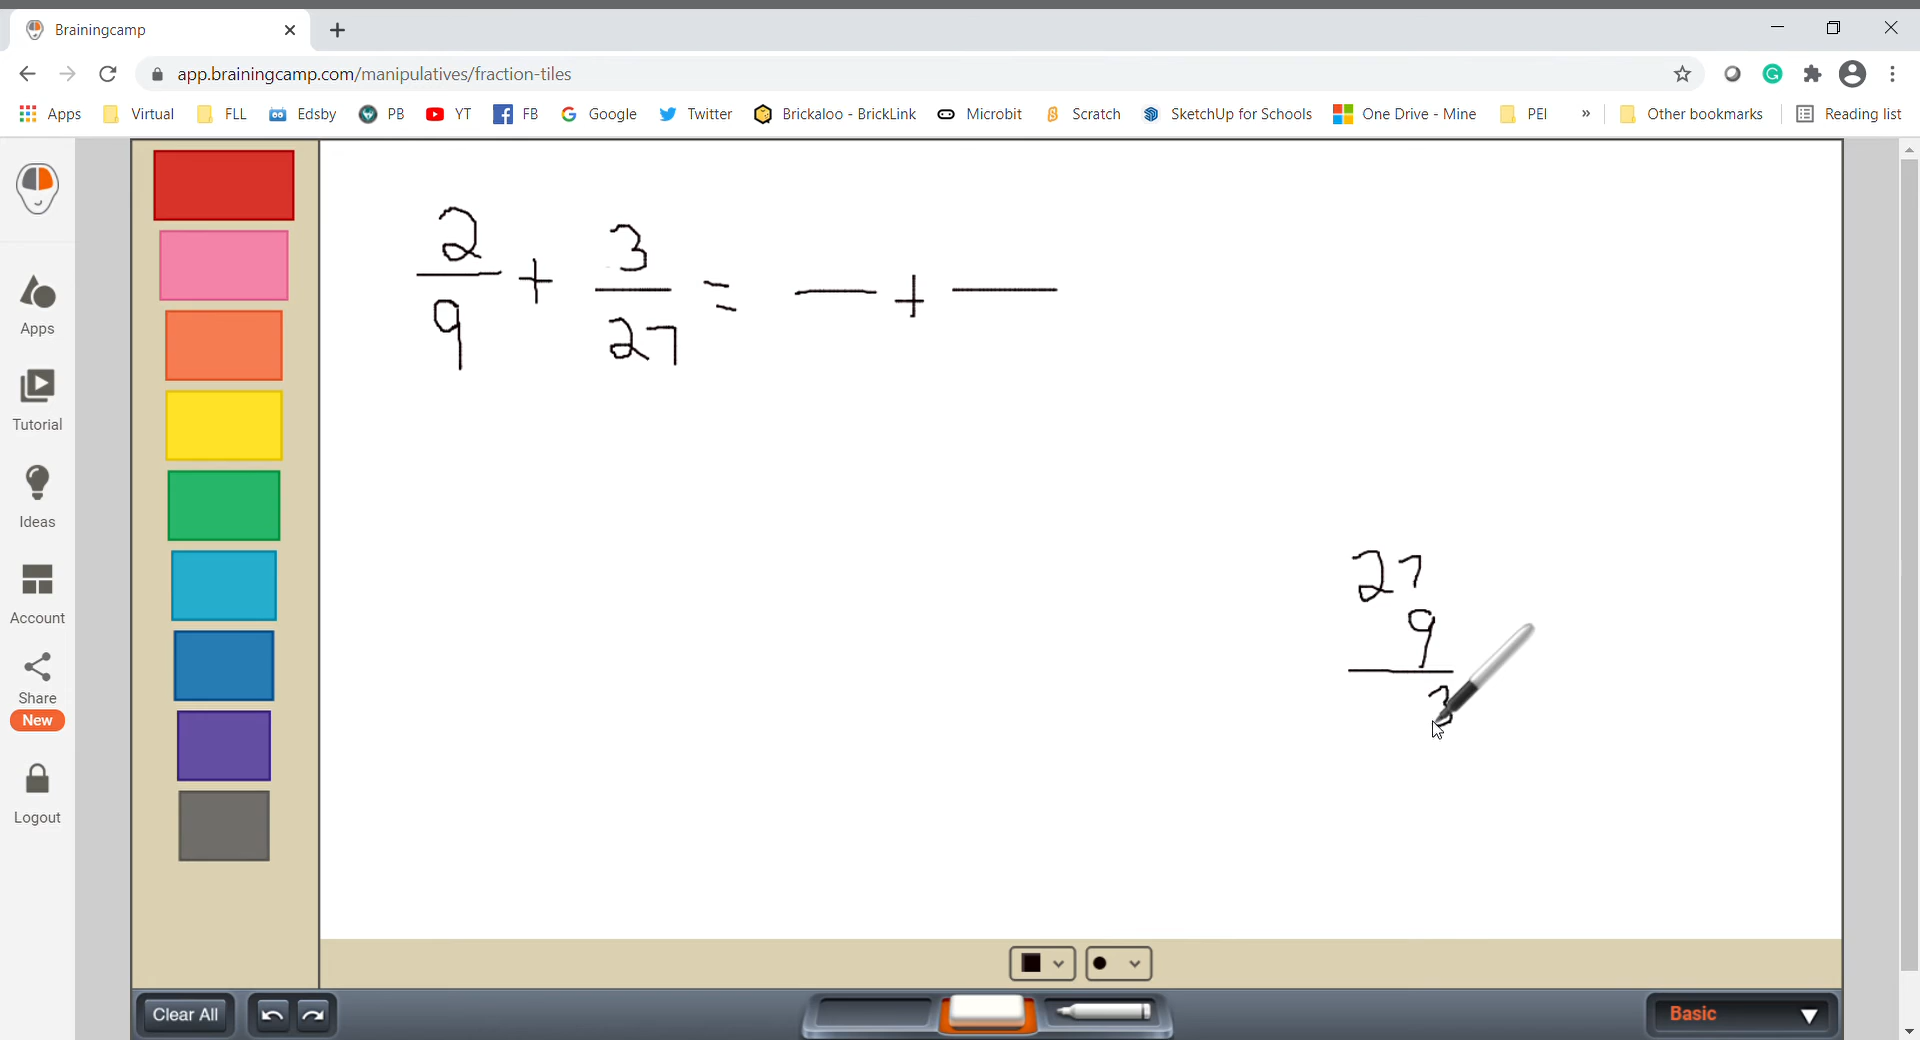 Brainingcamp
app.brainingcamp.com/manipulatives/fraction-tiles
Apps Virtual FLL Edsby PB YT FB Google Twitter Brickaloo - BrickLink Microbit Scratch SketchUp for Schools One Drive - Mine PEI » Other bookmarks Reading list
Apps
Tutorial
Ideas
Account
Share
New
Logout
2 3
— + — = — + —
9 27
27
9
3
Clear All
Basic